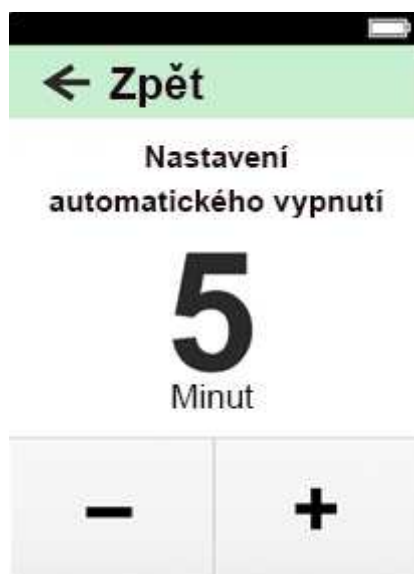 ← Zpět
Nastavení
automatického vypnutí
5
Minut
− +